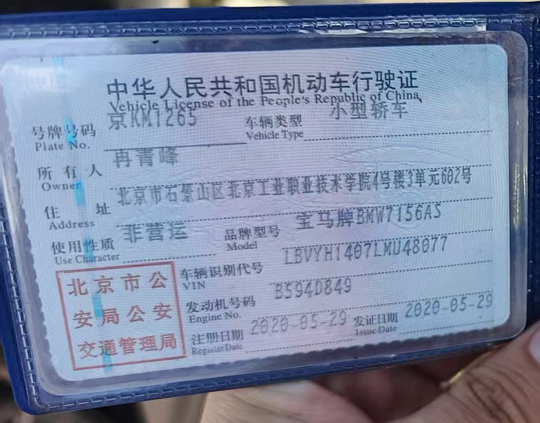 中华人民共和国机动车行驶证
Vehicle License of the People's Republic of China
号牌号码 京KM1265 车辆类型 小型轿车
Plate No. Vehicle Type
所有人 冉青峰
Owner
住址 北京市石景山区北京工业职业技术学院4号楼3单元602号
Address
使用性质 非营运 品牌型号 宝马牌BMW7156AS
Use Character Model
车辆识别代号 LBVYH1407LMU48077
VIN
发动机号码 B594D849
Engine No.
注册日期 2020-05-29 发证日期 2020-05-29
Register Date Issue Date
北京市公
安局公安
交通管理局